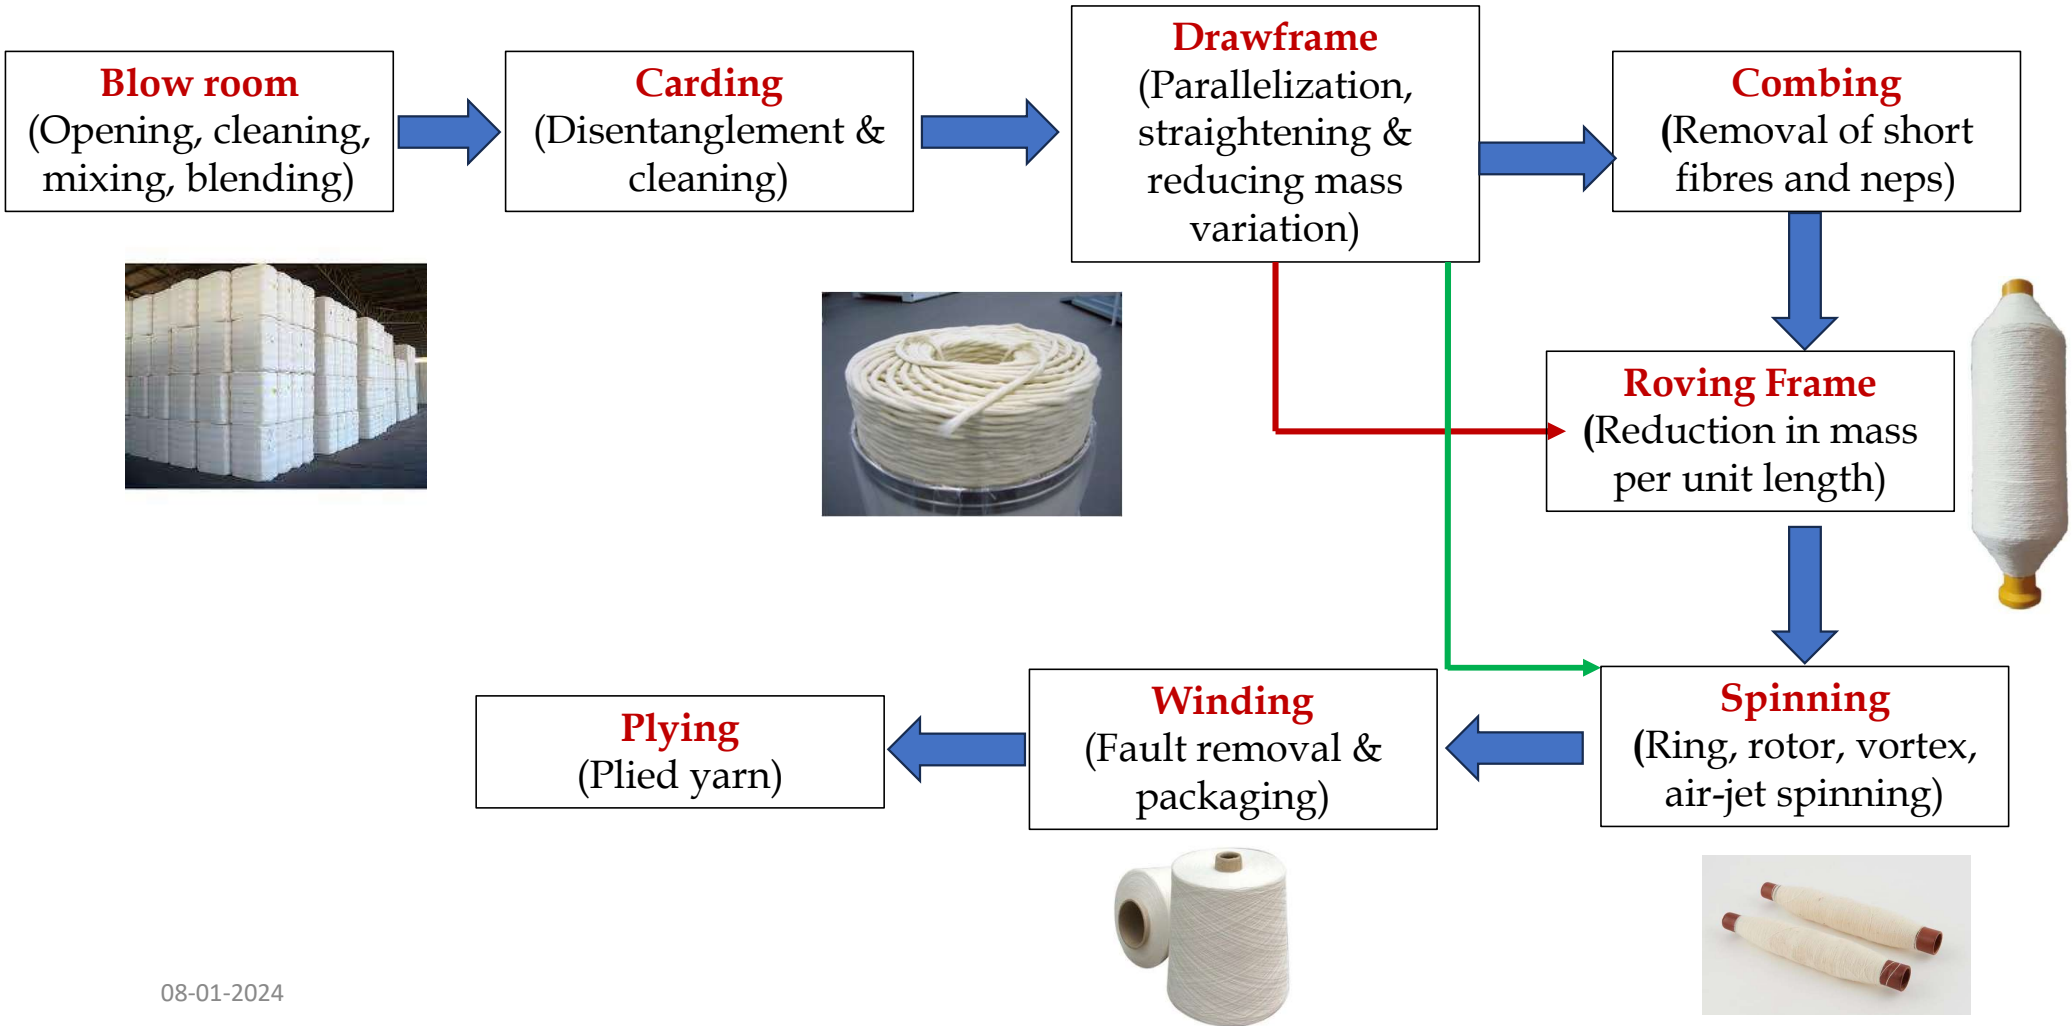 Blow room
(Opening, cleaning,
mixing, blending)
Carding
(Disentanglement &
cleaning)
Drawframe
(Parallelization,
straightening &
reducing mass
variation)
Combing
(Removal of short
fibres and neps)
Roving Frame
(Reduction in mass
per unit length)
Spinning
(Ring, rotor, vortex,
air-jet spinning)
Winding
(Fault removal &
packaging)
Plying
(Plied yarn)
08-01-2024